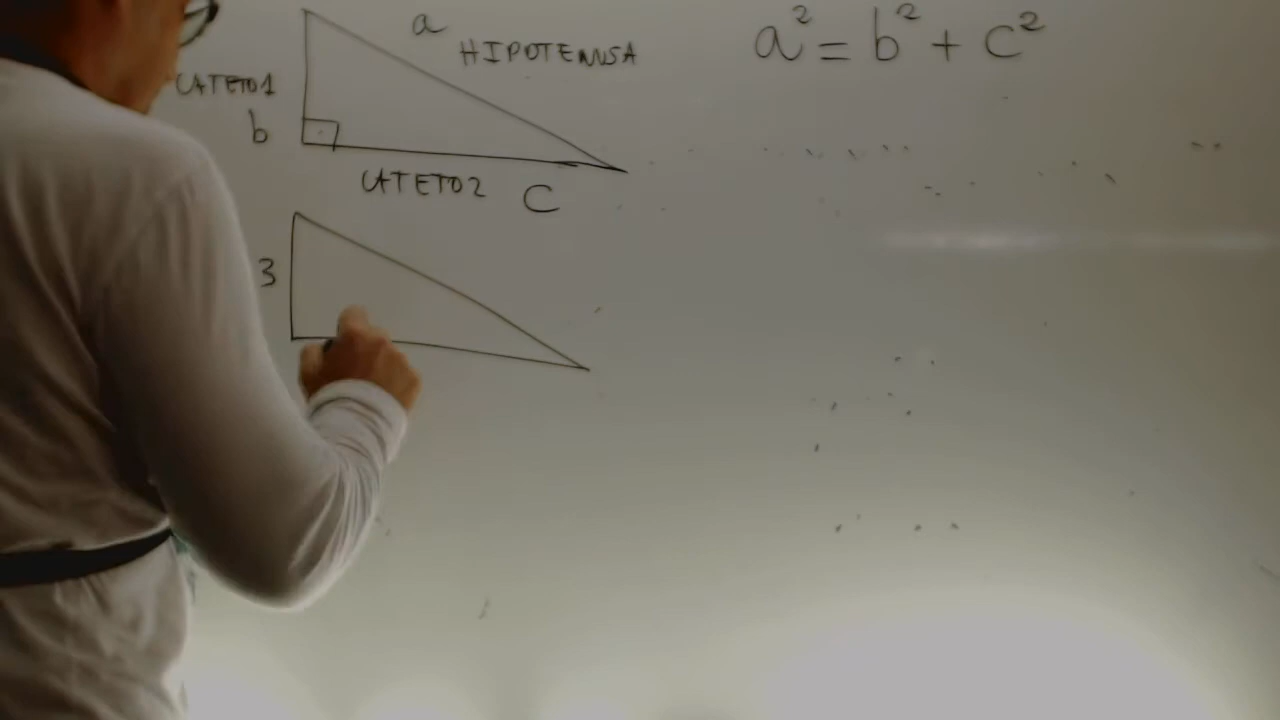 a
HIPOTENUSA
CATETO1
b
CATETO2
C
a² = b² + c²
3